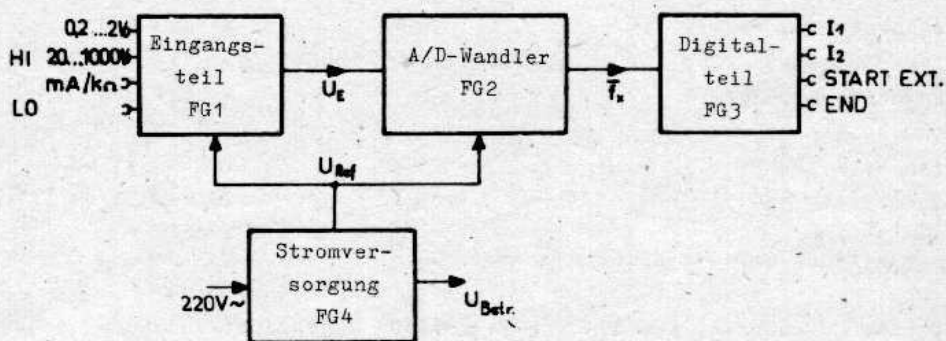 0,2...2V
HI 20...1000V
mA/kΩ
LO
Eingangs-
teil
FG1
U_E
A/D-Wandler
FG2
f̅_x
Digital-
teil
FG3
I1
I2
START EXT.
END
U_Ref
Stromver-
sorgung
FG4
220V~
U_Betr.